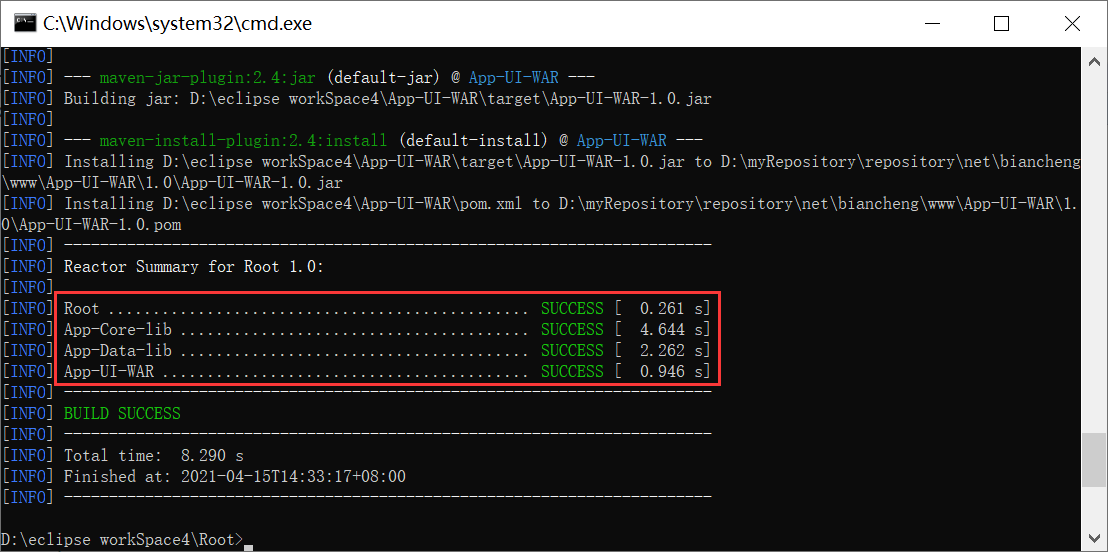 C:\Windows\system32\cmd.exe
[INFO]
[INFO] --- maven-jar-plugin:2.4:jar (default-jar) @ App-UI-WAR ---
[INFO] Building jar: D:\eclipse workSpace4\App-UI-WAR\target\App-UI-WAR-1.0.jar
[INFO]
[INFO] --- maven-install-plugin:2.4:install (default-install) @ App-UI-WAR ---
[INFO] Installing D:\eclipse workSpace4\App-UI-WAR\target\App-UI-WAR-1.0.jar to D:\myRepository\repository\net\biancheng
\www\App-UI-WAR\1.0\App-UI-WAR-1.0.jar
[INFO] Installing D:\eclipse workSpace4\App-UI-WAR\pom.xml to D:\myRepository\repository\net\biancheng\www\App-UI-WAR\1.
0\App-UI-WAR-1.0.pom
[INFO] ------------------------------------------------------------------------
[INFO] Reactor Summary for Root 1.0:
[INFO]
[INFO] Root ............................................... SUCCESS [  0.261 s]
[INFO] App-Core-lib ....................................... SUCCESS [  4.644 s]
[INFO] App-Data-lib ....................................... SUCCESS [  2.262 s]
[INFO] App-UI-WAR ......................................... SUCCESS [  0.946 s]
[INFO] ------------------------------------------------------------------------
[INFO] BUILD SUCCESS
[INFO] ------------------------------------------------------------------------
[INFO] Total time:  8.290 s
[INFO] Finished at: 2021-04-15T14:33:17+08:00
[INFO] ------------------------------------------------------------------------
D:\eclipse workSpace4\Root>